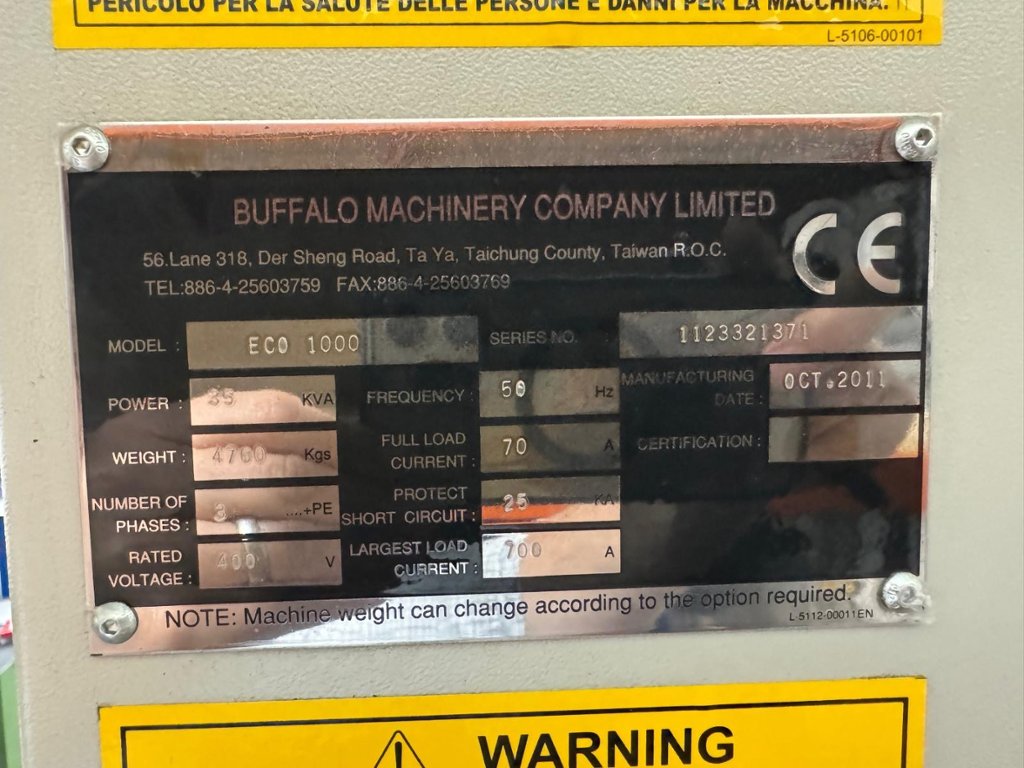 PERICOLO PER LA SALUTE DELLE PERSONE E DANNI PER LA MACCHINA.
L-5106-00101
BUFFALO MACHINERY COMPANY LIMITED
CE
56.Lane 318, Der Sheng Road, Ta Ya, Taichung County, Taiwan R.O.C.
TEL:886-4-25603759 FAX:886-4-25603769
MODEL : ECO 1000 SERIES NO. 1123321371
POWER : 35 KVA FREQUENCY : 50 Hz MANUFACTURING DATE : OCT.2011
WEIGHT : 4700 Kgs FULL LOAD CURRENT : 70 A CERTIFICATION :
NUMBER OF PHASES : 3 ....+PE PROTECT SHORT CIRCUIT : 25 KA
RATED VOLTAGE : 400 V LARGEST LOAD CURRENT : 700 A
NOTE: Machine weight can change according to the option required.
L-5112-00011EN
WARNING